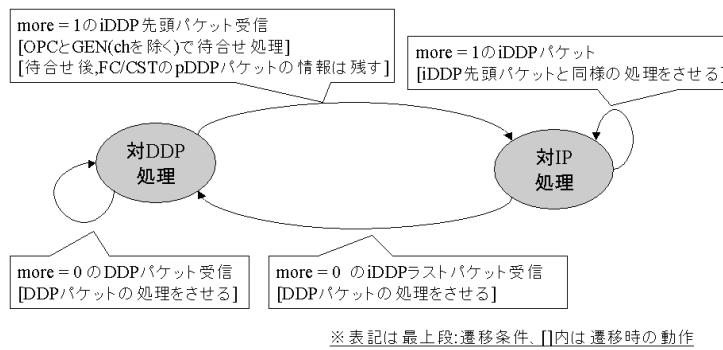 more = 1のiDDP先頭パケット受信
[OPCとGEN(chを除く)で待合せ処理]
[待合せ後,FC/CSTのpDDPパケットの情報は残す]
more = 1のiDDPパケット
[iDDP先頭パケットと同様の処理をさせる]
対DDP
処理
対IP
処理
more = 0 のDDPパケット受信
[DDPパケットの処理をさせる]
more = 0 のiDDPラストパケット受信
[DDPパケットの処理をさせる]
※表記は最上段:遷移条件、[]内は遷移時の動作